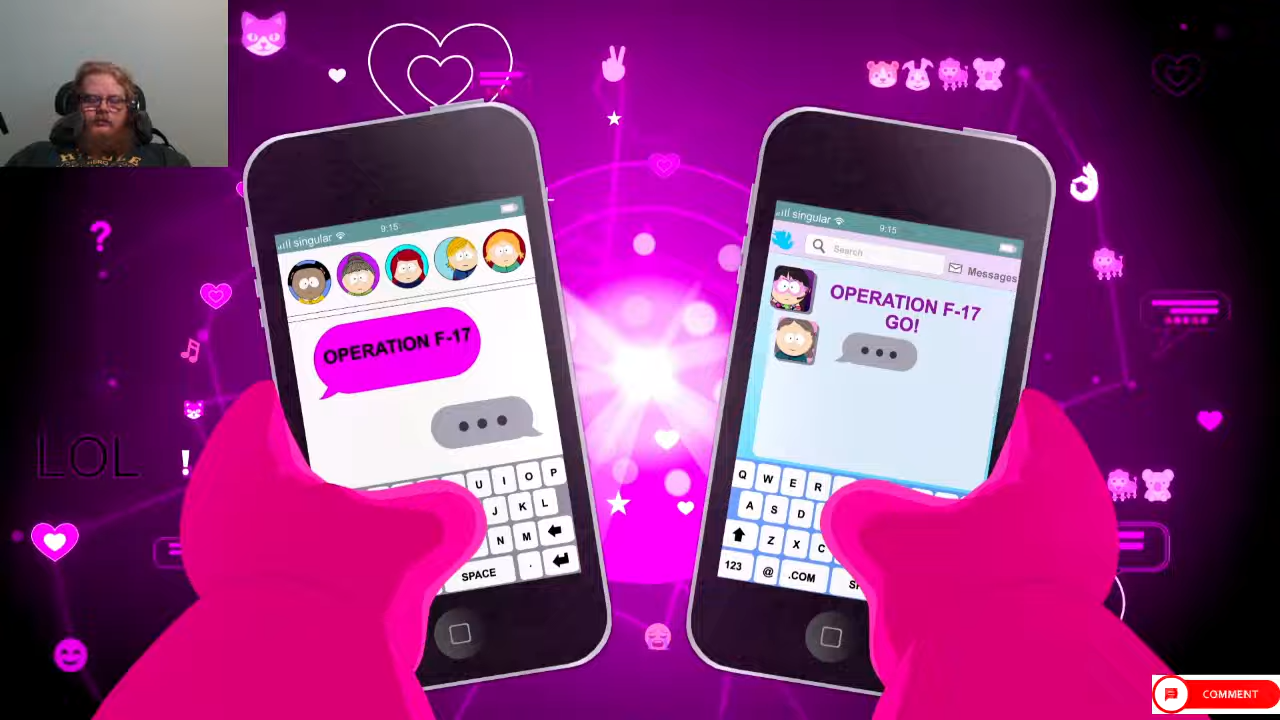 singular 9:15
OPERATION F-17
U I O P
J K L
N M
SPACE .
singular 9:15
Search
Messages
OPERATION F-17
GO!
Q W E R
A S D
Z X C
123 @ .COM
LOL
?
!
COMMENT